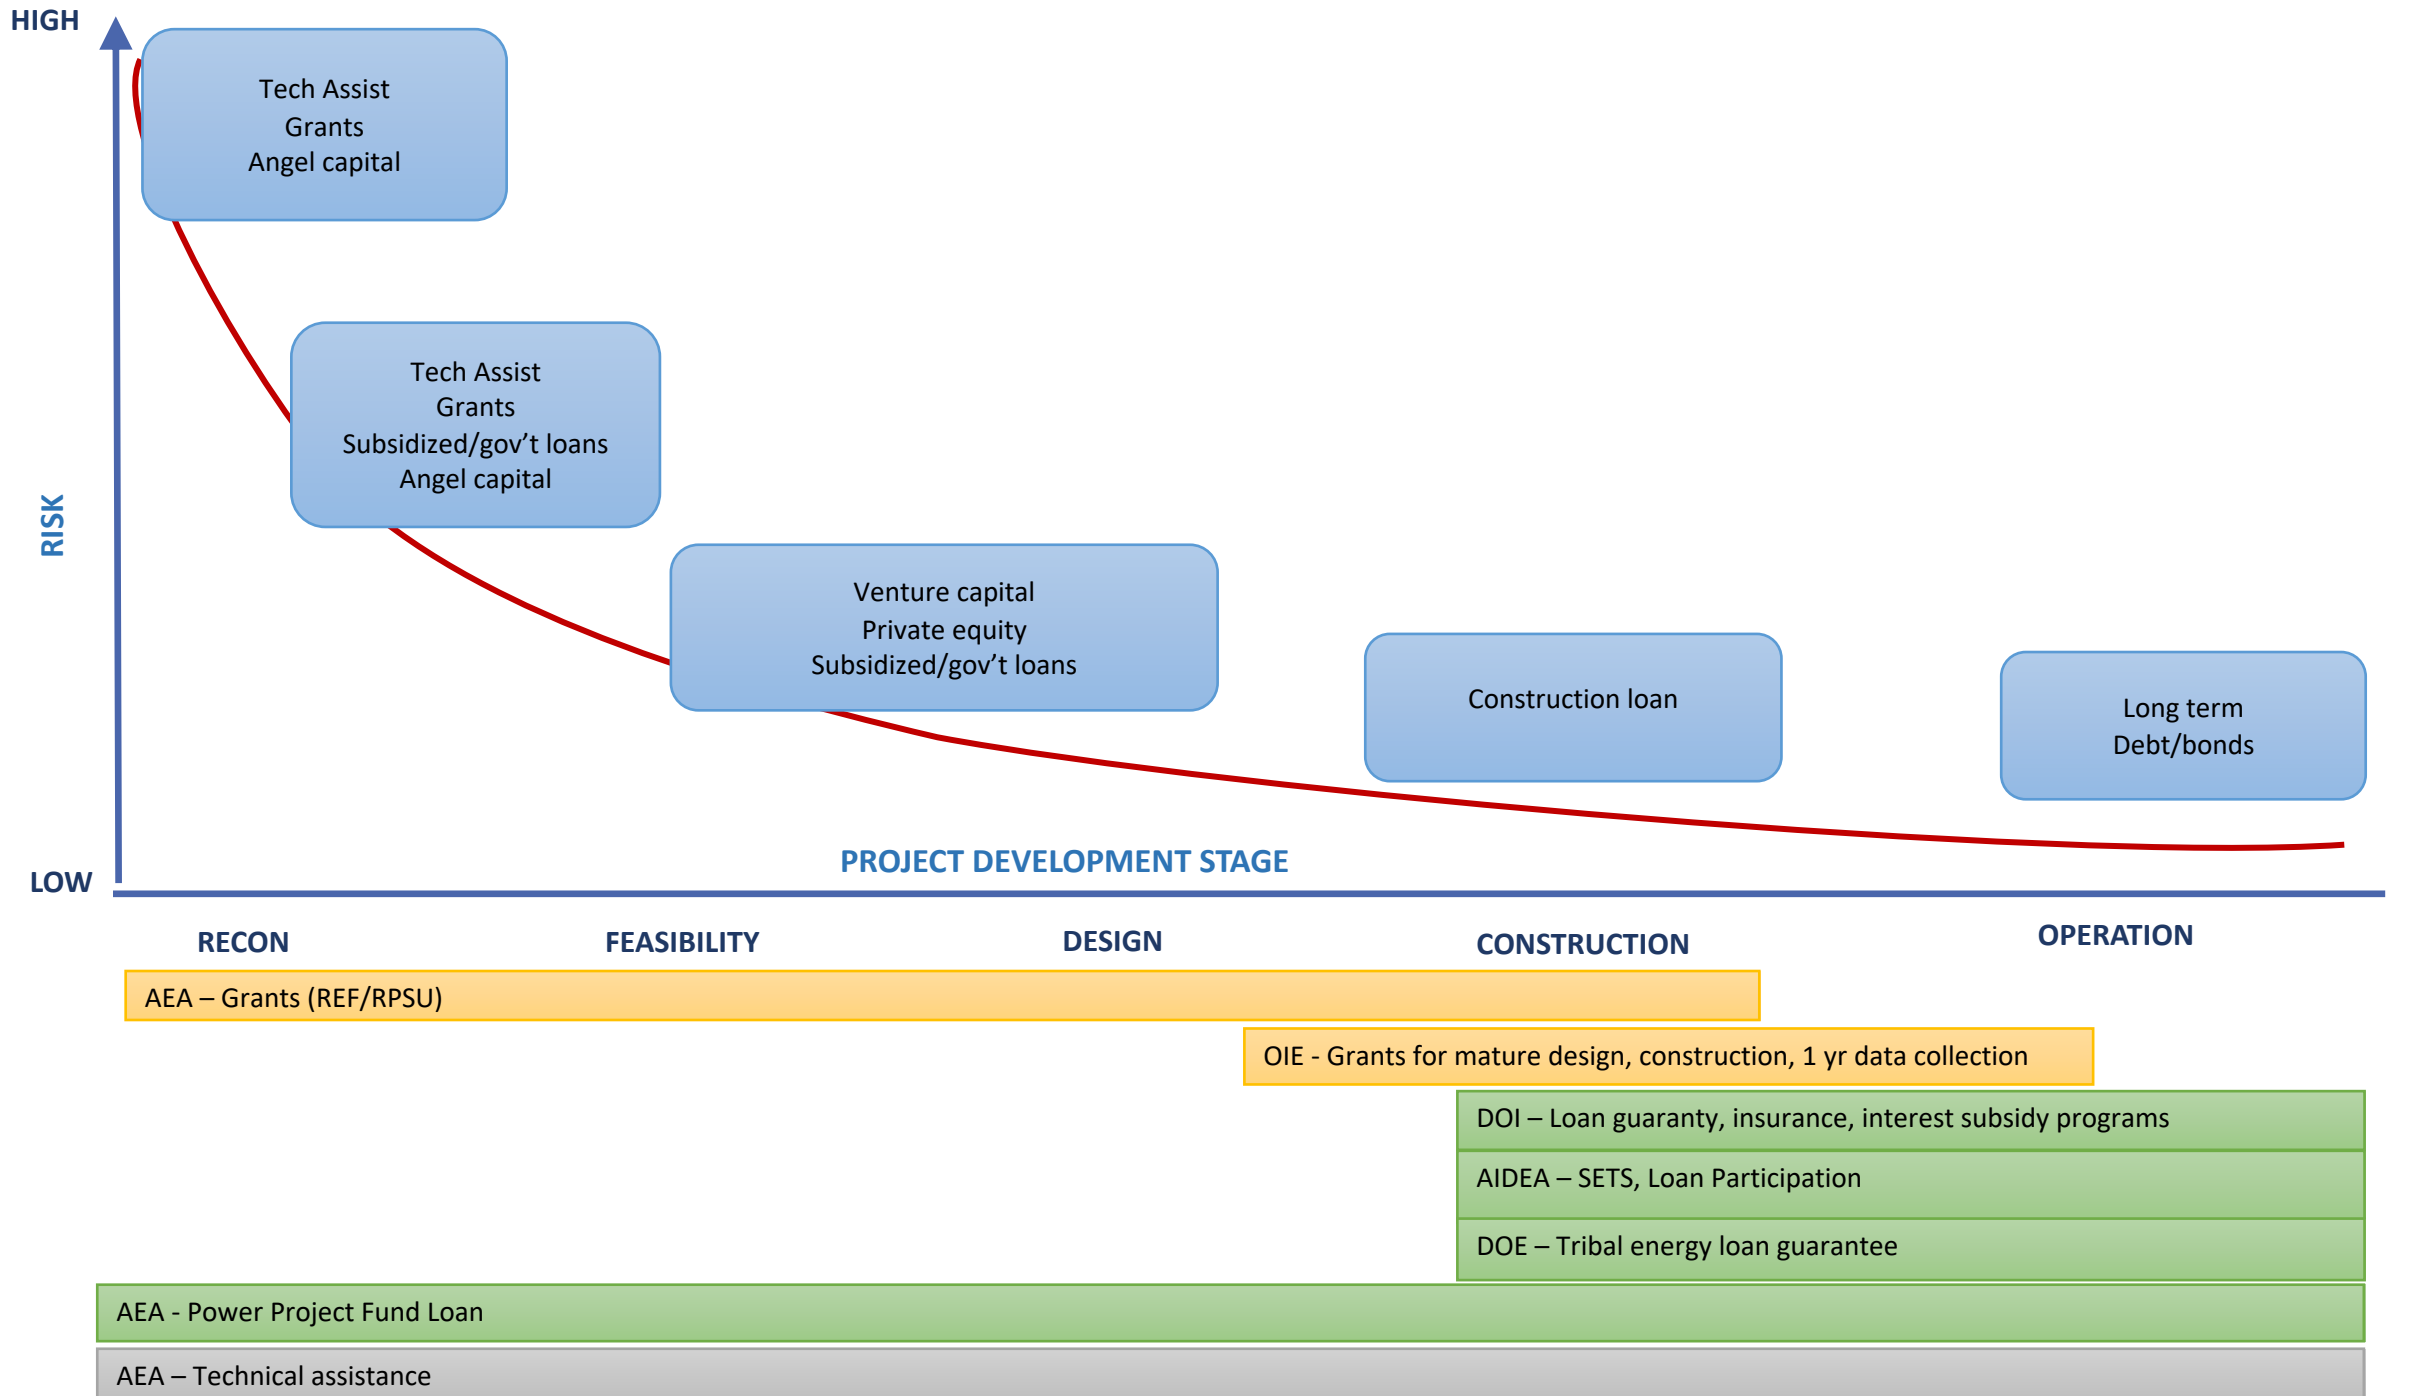 HIGH
Tech Assist
Grants
Angel capital
Tech Assist
Grants
Subsidized/gov’t loans
Angel capital
RISK
Venture capital
Private equity
Subsidized/gov’t loans
Construction loan
Long term
Debt/bonds
PROJECT DEVELOPMENT STAGE
LOW
RECON
FEASIBILITY
DESIGN
CONSTRUCTION
OPERATION
AEA – Grants (REF/RPSU)
OIE - Grants for mature design, construction, 1 yr data collection
DOI – Loan guaranty, insurance, interest subsidy programs
AIDEA – SETS, Loan Participation
DOE – Tribal energy loan guarantee
AEA - Power Project Fund Loan
AEA – Technical assistance